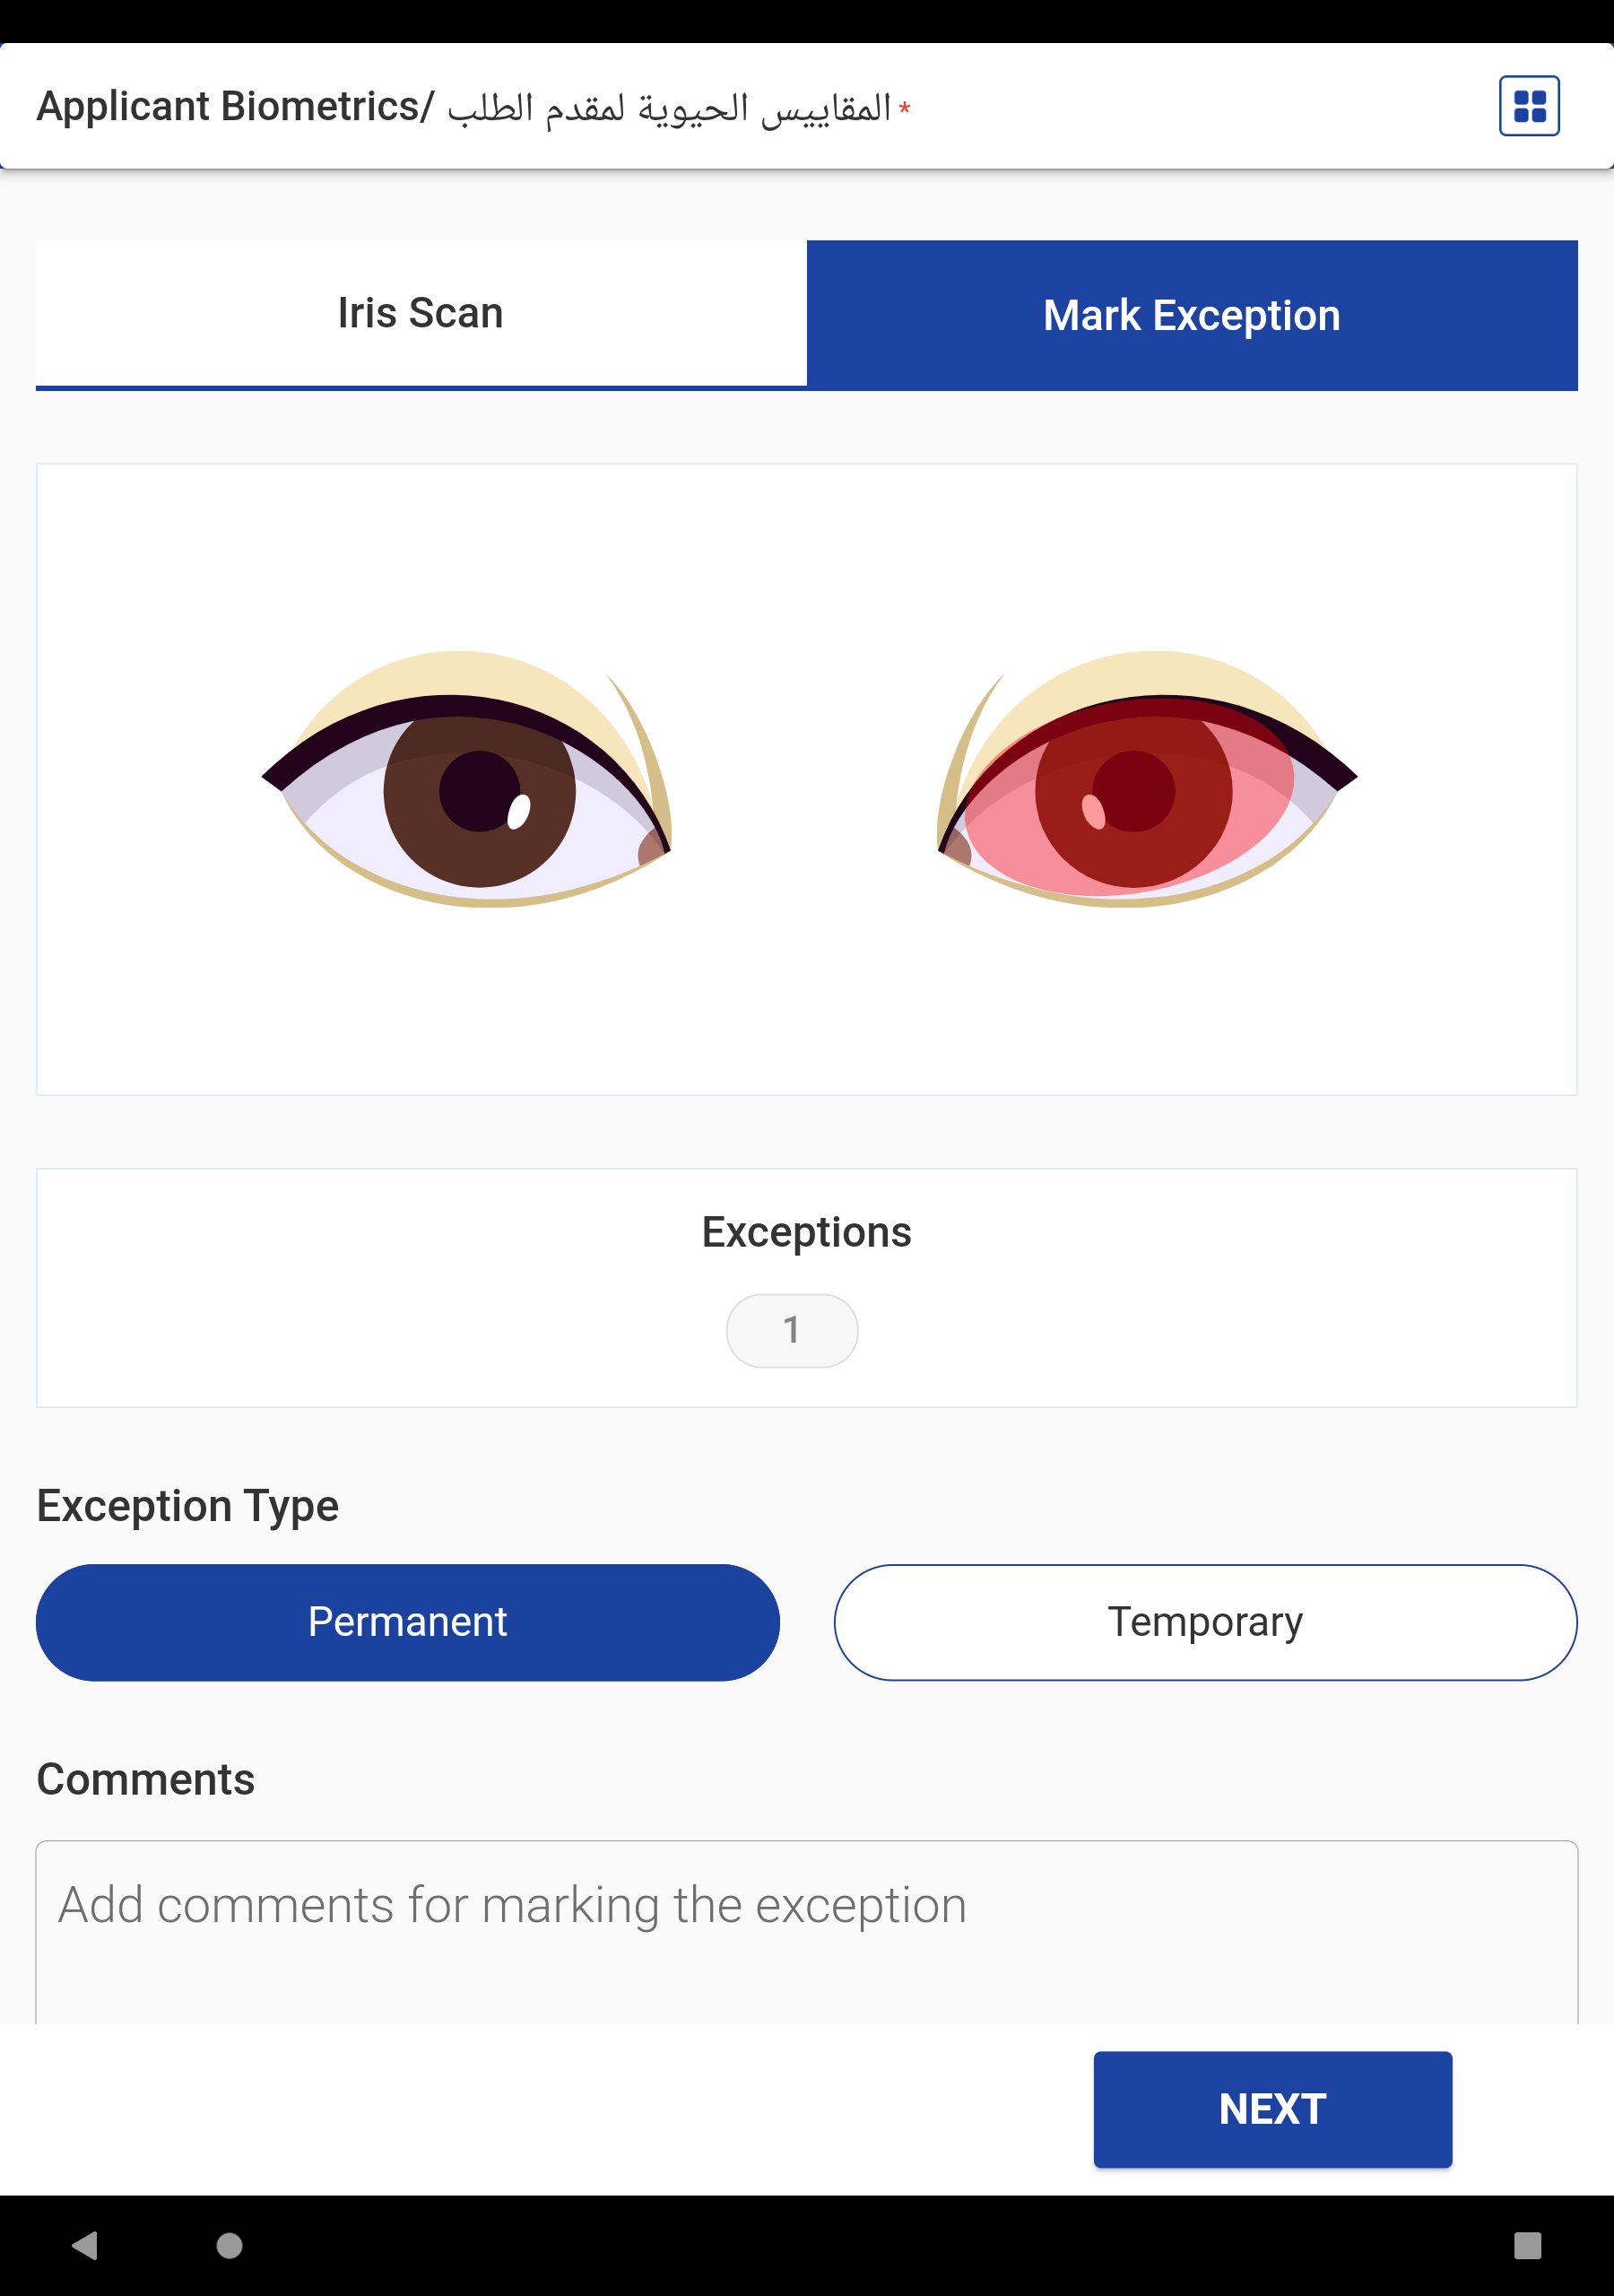 Applicant Biometrics/ المقاييس الحيوية لمقدم الطلب *
Iris Scan
Mark Exception
Exceptions
1
Exception Type
Permanent
Temporary
Comments
Add comments for marking the exception
NEXT